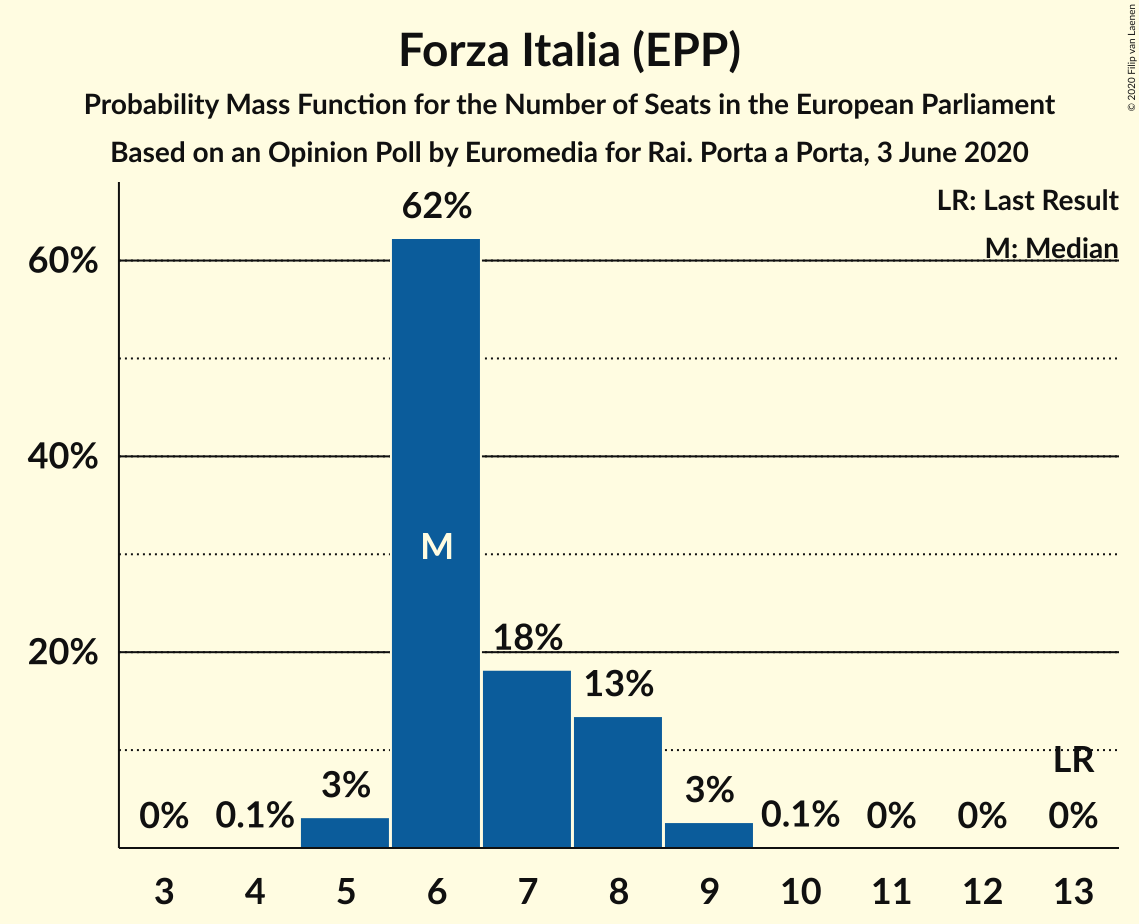 Forza Italia (EPP)
Probability Mass Function for the Number of Seats in the European Parliament
Based on an Opinion Poll by Euromedia for Rai. Porta a Porta, 3 June 2020
© 2020 Filip van Laenen
LR: Last Result
M: Median
60%
40%
20%
0%
0.1%
3%
62%
M
18%
13%
3%
0.1%
0%
0%
LR
0%
3 4 5 6 7 8 9 10 11 12 13